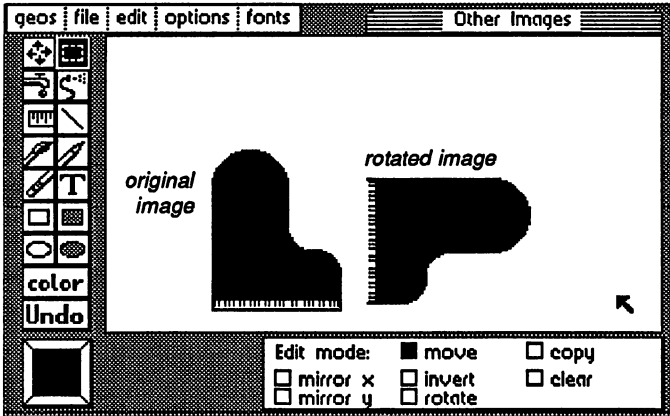 geos file edit options fonts
Other Images
T
original
image
rotated image
color
Undo
Edit mode: move copy
mirror x invert clear
mirror y rotate